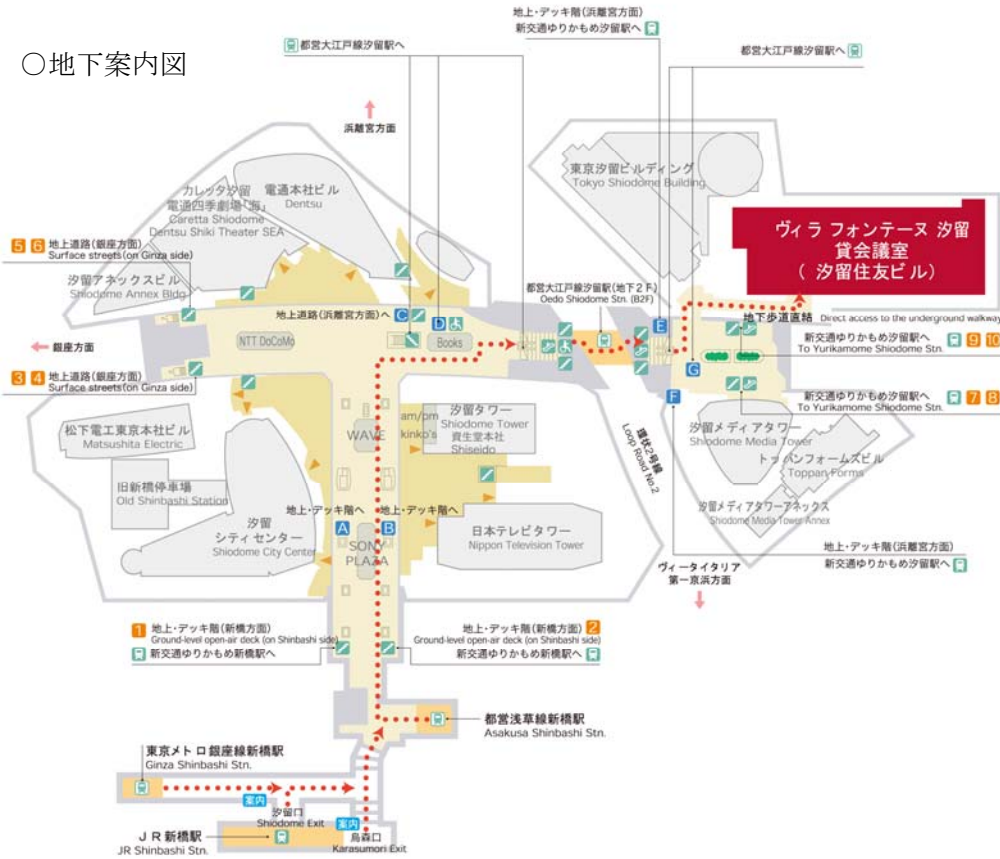 ○地下案内図
地上・デッキ階(浜離宮方面)
新交通ゆりかもめ汐留駅へ
都営大江戸線汐留駅へ
都営大江戸線汐留駅へ
浜離宮方面
東京汐留ビルディング
Tokyo Shiodome Building
カレッタ汐留
電通四季劇場「海」
Caretta Shiodome
Dentsu Shiki Theater SEA
電通本社ビル
Dentsu
ヴィラ フォンテーヌ 汐留
貸会議室
( 汐留住友ビル)
5 6 地上道路(銀座方面)
Surface streets(on Ginza side)
汐留アネックスビル
Shiodome Annex Bldg
都営大江戸線汐留駅(地下2F)
Oedo Shiodome Stn. (B2F)
地上道路(浜離宮方面)へ C
D
E
地下歩道直結 Direct access to the underground walkway
銀座方面
NTT DoCoMo
Books
新交通ゆりかもめ汐留駅へ 9 10
To Yurikamome Shiodome Stn.
G
3 4 地上道路(銀座方面)
Surface streets(on Ginza side)
新交通ゆりかもめ汐留駅へ 7 8
To Yurikamome Shiodome Stn.
F
松下電工東京本社ビル
Matsushita Electric
WAVE
am/pm
kinko's
汐留タワー
Shiodome Tower
資生堂本社
Shiseido
環状2号線
Loop Road No.2
汐留メディアタワー
Shiodome Media Tower
トッパンフォームズビル
Toppan Forms
旧新橋停車場
Old Shinbashi Station
汐留メディアタワーアネックス
Shiodome Media Tower Annex
地上・デッキ階へ
地上・デッキ階へ
A
B
汐留
シティセンター
Shiodome City Center
SONY
PLAZA
日本テレビタワー
Nippon Television Tower
地上・デッキ階(浜離宮方面)
新交通ゆりかもめ汐留駅へ
ヴィータイタリア
第一京浜方面
1 地上・デッキ階(新橋方面)
Ground-level open-air deck (on Shinbashi side)
新交通ゆりかもめ新橋駅へ
地上・デッキ階(新橋方面) 2
Ground-level open-air deck (on Shinbashi side)
新交通ゆりかもめ新橋駅へ
都営浅草線新橋駅
Asakusa Shinbashi Stn.
東京メトロ銀座線新橋駅
Ginza Shinbashi Stn.
案内
汐留口
Shiodome Exit
案内
JR新橋駅
JR Shinbashi Stn.
烏森口
Karasumori Exit